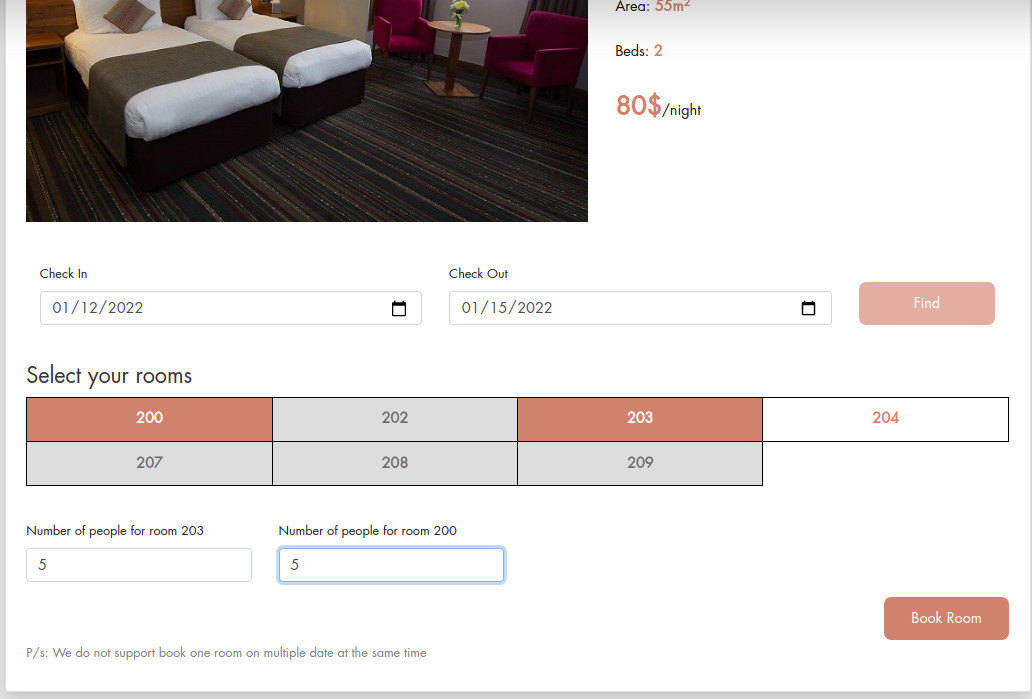 Area: 55m²
Beds: 2
80$/night
Check In
Check Out
01/12/2022
01/15/2022
Find
Select your rooms
200 202 203 204
207 208 209
Number of people for room 203
Number of people for room 200
5
5
Book Room
P/s: We do not support book one room on multiple date at the same time